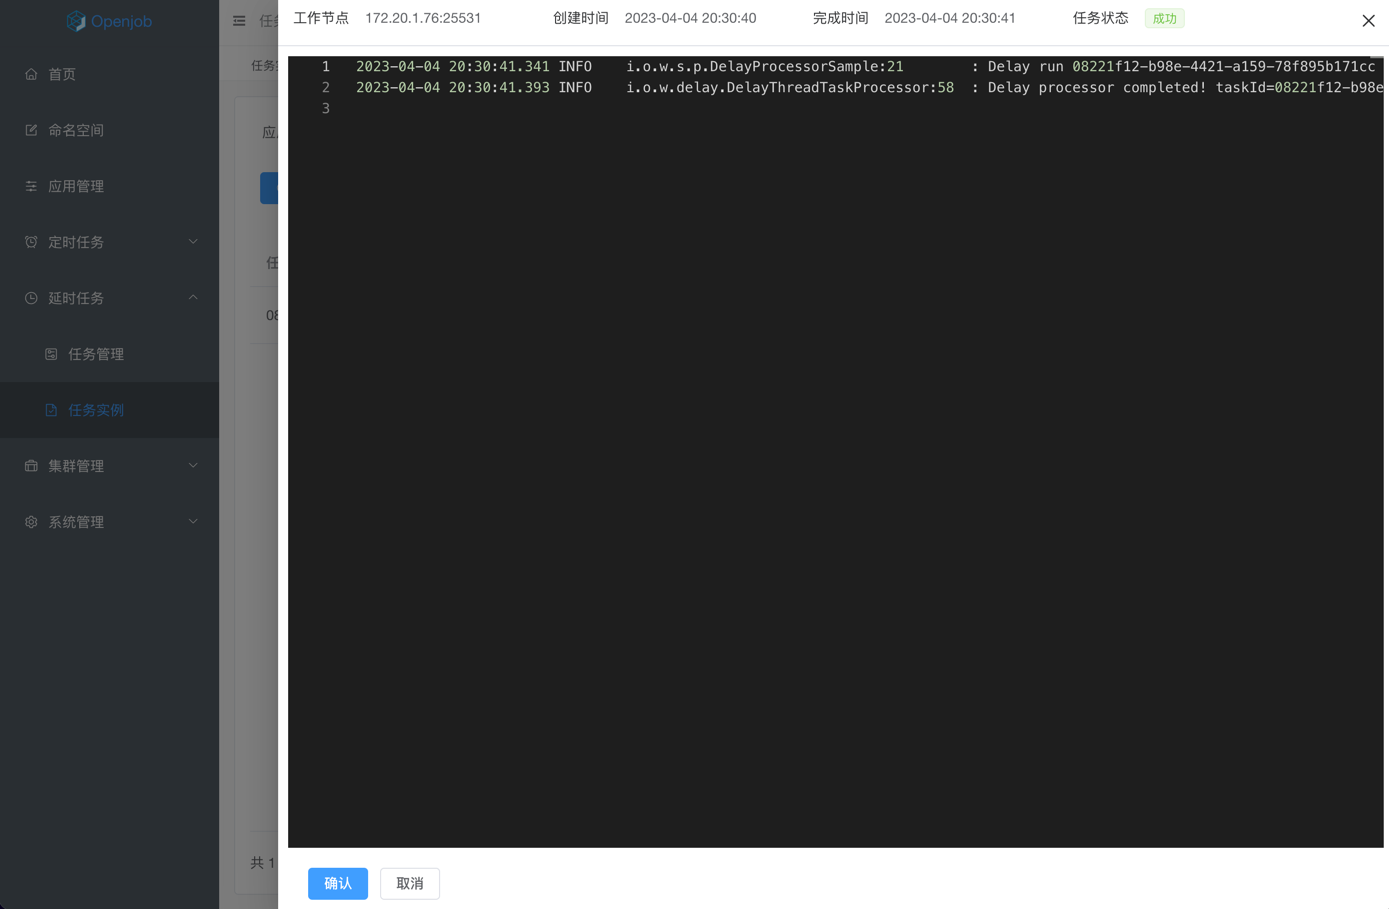 Openjob
首页
命名空间
应用管理
定时任务
延时任务
任务管理
任务实例
集群管理
系统管理
任务
任务
应
任
08
共 1
工作节点 172.20.1.76:25531 创建时间 2023-04-04 20:30:40 完成时间 2023-04-04 20:30:41 任务状态 成功
1 2023-04-04 20:30:41.341 INFO i.o.w.s.p.DelayProcessorSample:21 : Delay run 08221f12-b98e-4421-a159-78f895b171cc
2 2023-04-04 20:30:41.393 INFO i.o.w.delay.DelayThreadTaskProcessor:58 : Delay processor completed! taskId=08221f12-b98e
3
确认 取消